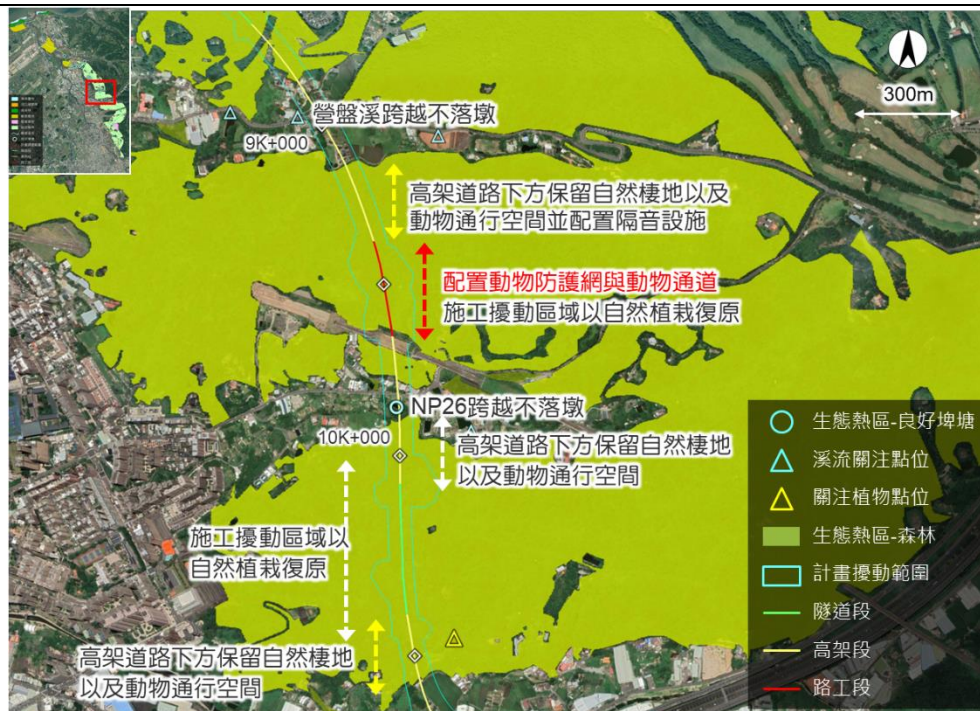 300m
營盤溪跨越不落墩
9K+000
高架道路下方保留自然棲地以及
動物通行空間並配置隔音設施
配置動物防護網與動物通道
施工擾動區域以自然植栽復原
NP26跨越不落墩
10K+000
高架道路下方保留自然棲地
以及動物通行空間
施工擾動區域以
自然植栽復原
高架道路下方保留自然棲地
以及動物通行空間
生態熱區-良好埤塘
溪流關注點位
關注植物點位
生態熱區-森林
計畫擾動範圍
隧道段
高架段
路工段